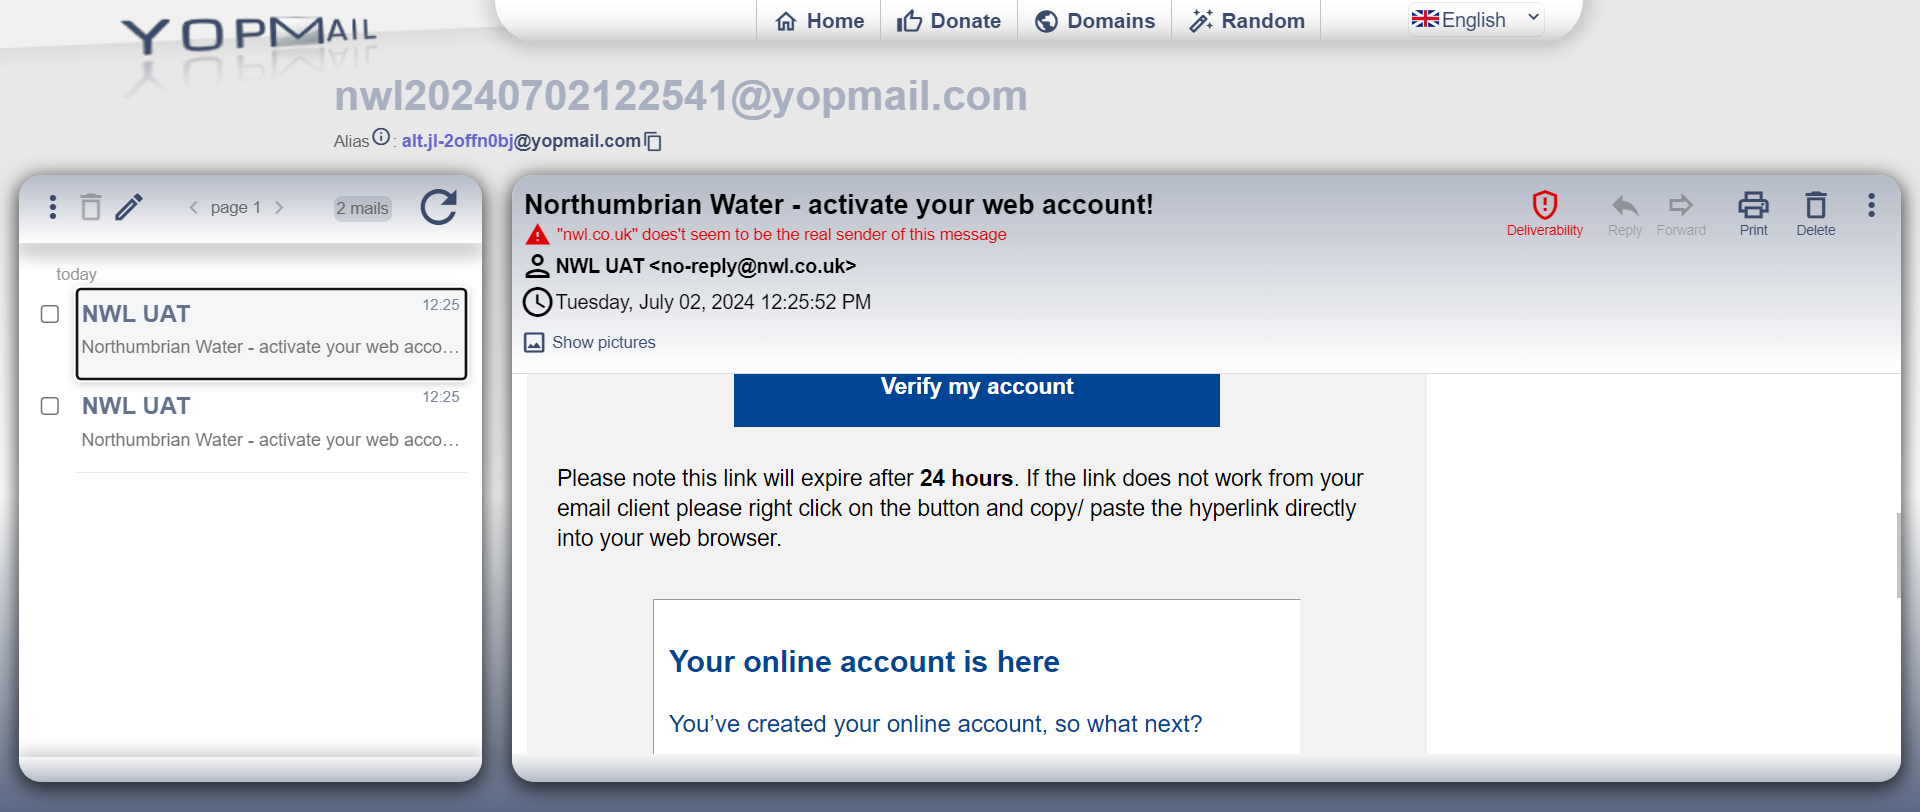 YOPMAIL
Home
Donate
Domains
Random
English
nwl20240702122541@yopmail.com
Alias : alt.jl-2offn0bj@yopmail.com
page 1
2 mails
today
NWL UAT
12:25
Northumbrian Water - activate your web acco…
NWL UAT
12:25
Northumbrian Water - activate your web acco…
Northumbrian Water - activate your web account!
"nwl.co.uk" does't seem to be the real sender of this message
NWL UAT <no-reply@nwl.co.uk>
Tuesday, July 02, 2024 12:25:52 PM
Show pictures
Deliverability
Reply
Forward
Print
Delete
Verify my account
Please note this link will expire after 24 hours. If the link does not work from your
email client please right click on the button and copy/ paste the hyperlink directly
into your web browser.
Your online account is here
You’ve created your online account, so what next?